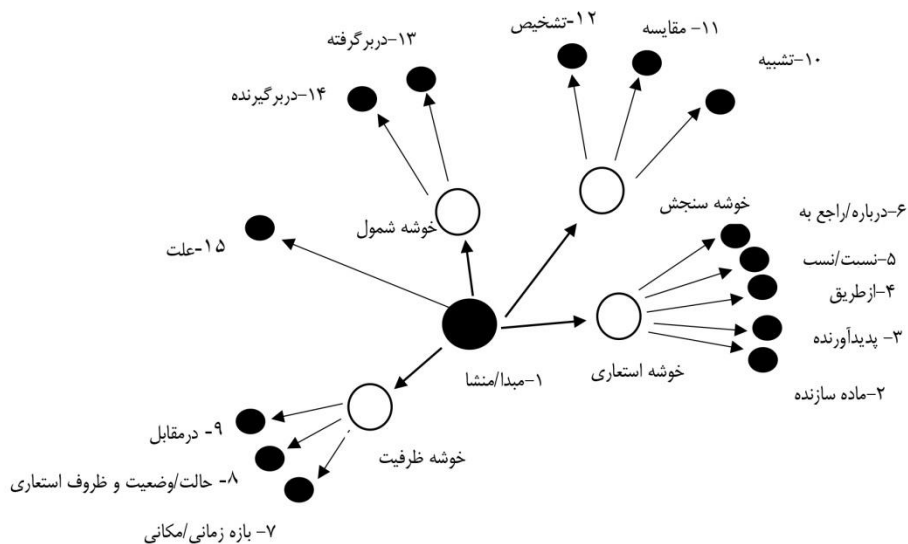 ۱۱- مقایسه
۱۲-تشخیص
۱۳-دربرگرفته
۱۰-تشبیه
۱۴-دربرگیرنده
خوشه سنجش
۶-درباره/راجع به
خوشه شمول
۵-نسبت/نسب
۱۵-علت
۴-ازطریق
۳- پدیدآورنده
خوشه استعاری
۱-مبدا/منشا
۲-ماده سازنده
۹- درمقابل
خوشه ظرفیت
۸- حالت/وضعیت و ظروف استعاری
۷- بازه زمانی/مکانی